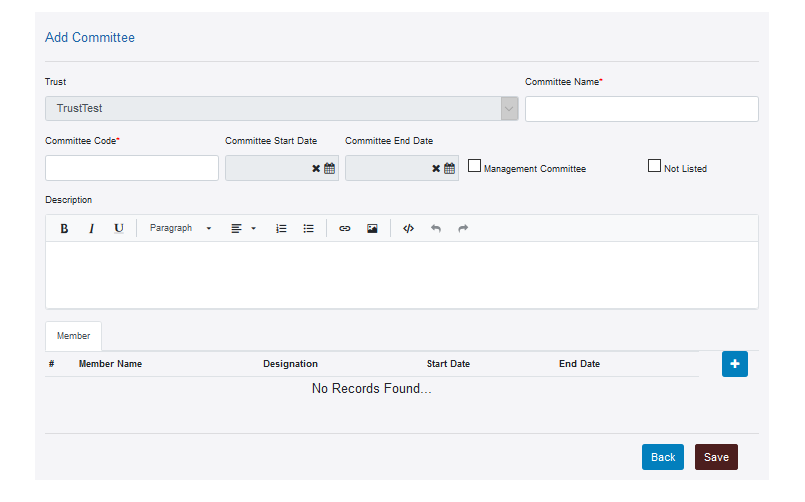 Add Committee
Trust Committee Name*
TrustTest
Committee Code* Committee Start Date Committee End Date
Management Committee Not Listed
Description
B I U Paragraph
Member
# Member Name Designation Start Date End Date
No Records Found...
Back Save